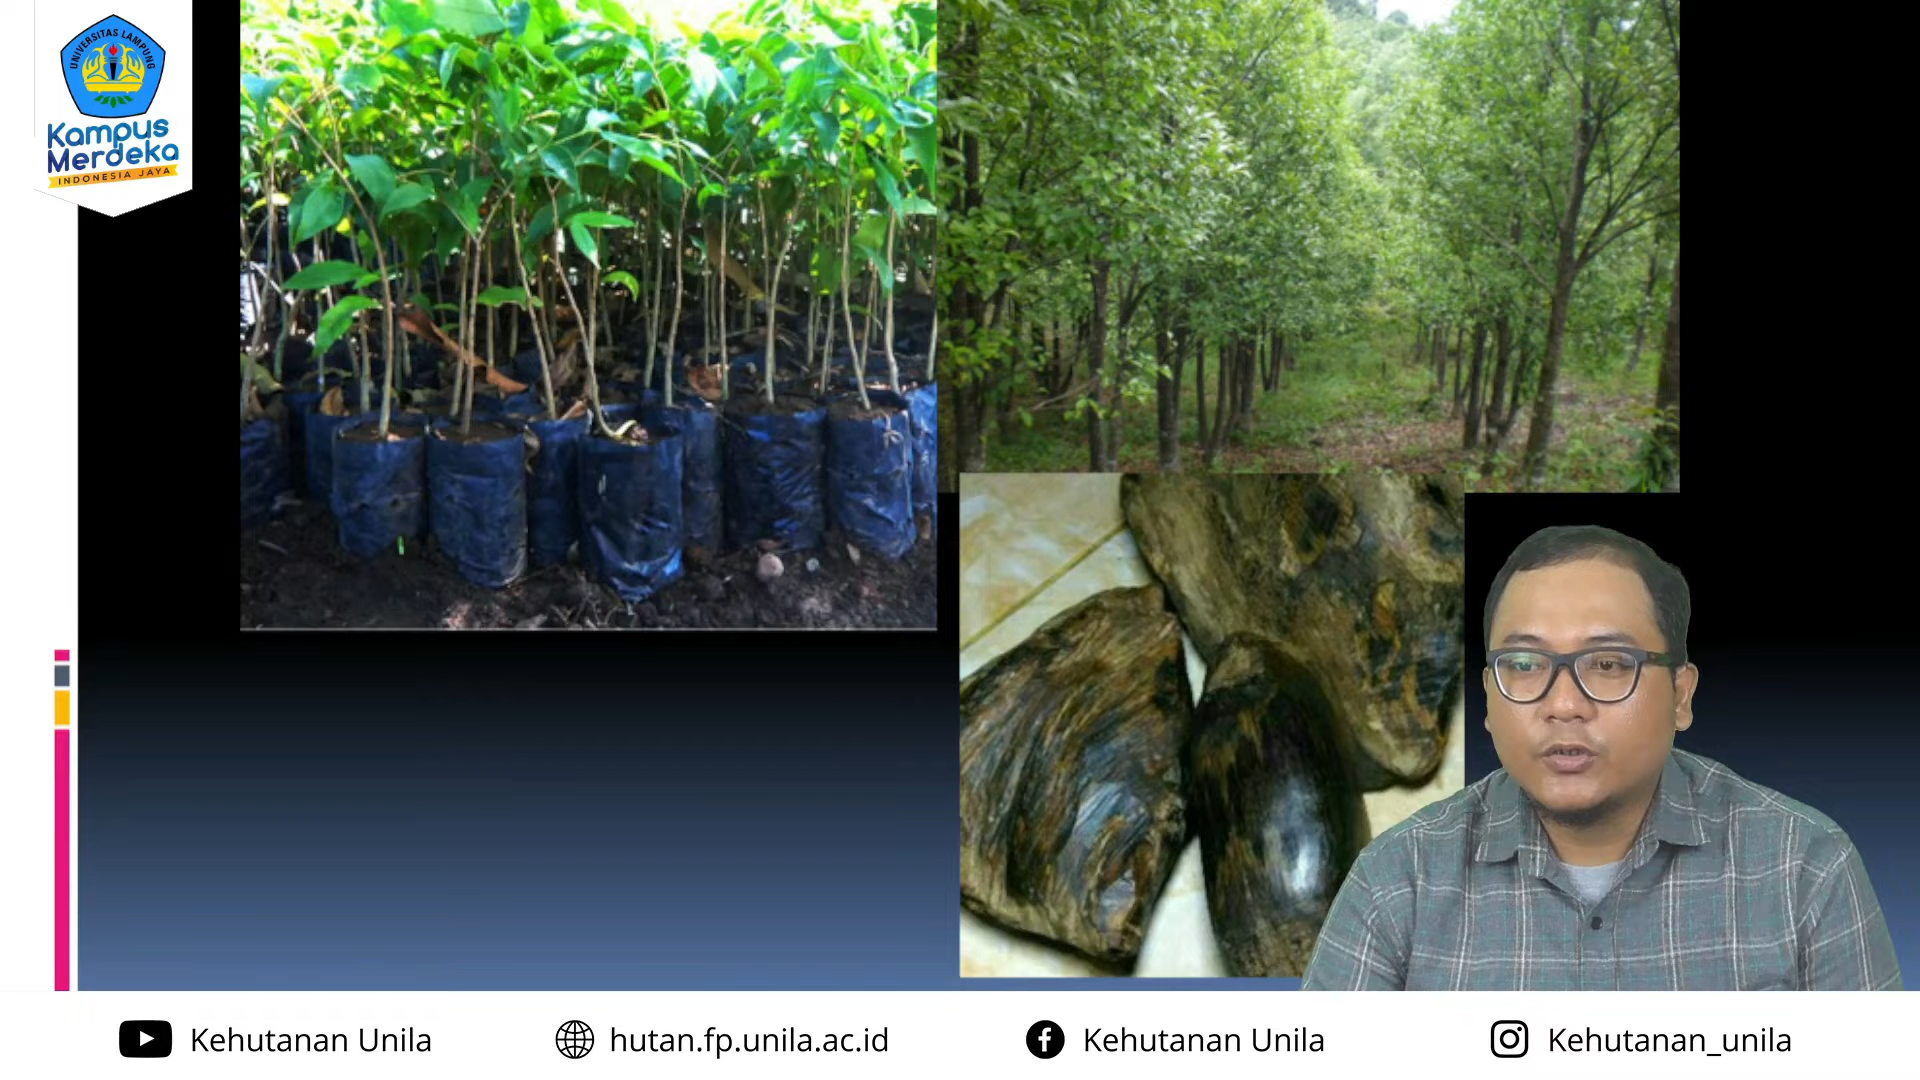 UNIVERSITAS LAMPUNG
Kampus
Merdeka
INDONESIA JAYA
Kehutanan Unila
hutan.fp.unila.ac.id
Kehutanan Unila
Kehutanan_unila